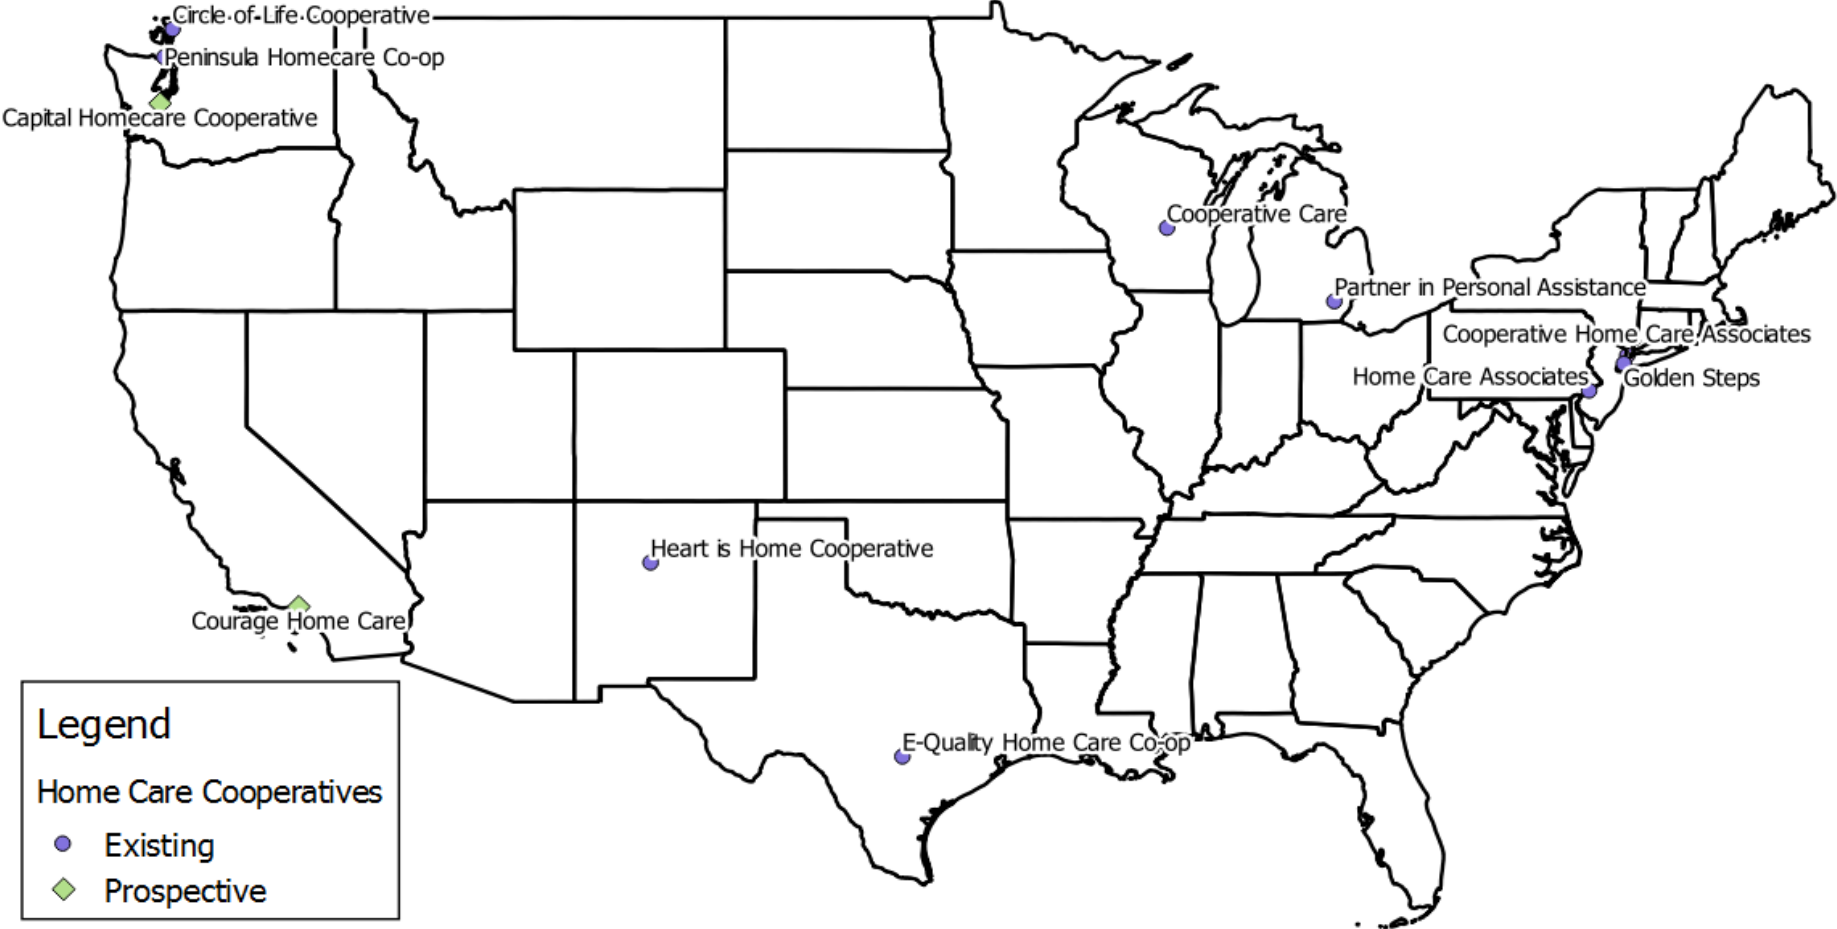 Circle of Life Cooperative
Peninsula Homecare Co-op
Capital Homecare Cooperative
Cooperative Care
Partner in Personal Assistance
Cooperative Home Care Associates
Home Care Associates
Golden Steps
Heart is Home Cooperative
Courage Home Care
E-Quality Home Care Co-op
Legend
Home Care Cooperatives
Existing
Prospective